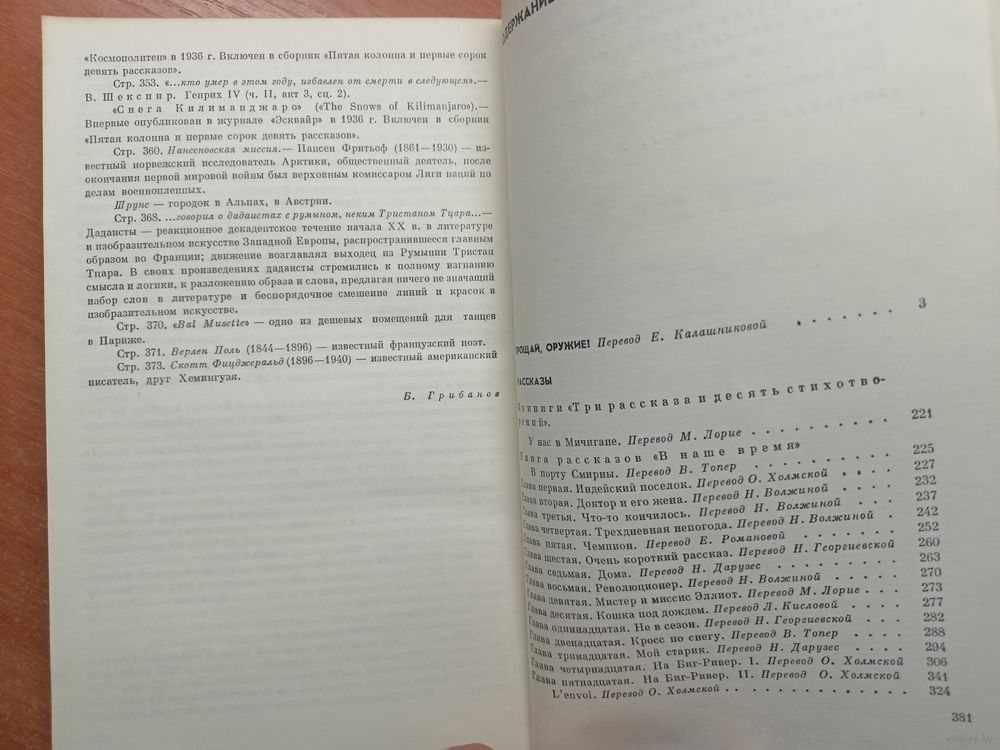 «Космополитен» в 1936 г. Включен в сборник «Пятая колонна и первые сорок
девять рассказов».
Стр. 353. «...кто умер в этом году, избавлен от смерти в следующем».—
В. Шекспир. Генрих IV (ч. II, акт 3, сц. 2).
«Снега Килиманджаро» («The Snows of Kilimanjaro»).—
Впервые опубликован в журнале «Эсквайр» в 1936 г. Включен в сборник
«Пятая колонна и первые сорок девять рассказов».
Стр. 360. Нансеновская миссия.— Нансен Фритьоф (1861—1930) — из-
вестный норвежский исследователь Арктики, общественный деятель, после
окончания первой мировой войны был верховным комиссаром Лиги наций по
делам военнопленных.
Шрунс — городок в Альпах, в Австрии.
Стр. 368. ...говорил о дадаистах с румыном, неким Тристаном Тцара...—
Дадаисты — реакционное декадентское течение начала XX в. в литературе
и изобразительном искусстве Западной Европы, распространившееся главным
образом во Франции; движение возглавлял выходец из Румынии Тристан
Тцара. В своих произведениях дадаисты стремились к полному изгнанию
смысла и логики, к разложению образа и слова, предлагая ничего не значащий
набор слов в литературе и беспорядочное смешение линий и красок в
изобразительном искусстве.
Стр. 370. «Bal Musette» — одно из дешевых помещений для танцев
в Париже.
Стр. 371. Верлен Поль (1844—1896) — известный французский поэт.
Стр. 373. Скотт Фицджеральд (1896—1940) — известный американский
писатель, друг Хемингуэя.
Б. Грибанов
СОДЕРЖАНИЕ
3
ПРОЩАЙ, ОРУЖИЕ! Перевод Е. Калашниковой
РАССКАЗЫ
Из книги «Три рассказа и десять стихотво-
рений».
У нас в Мичигане. Перевод М. Лорие . . . . . . . . . . 221
Книга рассказов «В наше время»
В порту Смирны. Перевод В. Топер . . . . . . . . . . 225
Глава первая. Индейский поселок. Перевод О. Холмской . . . . 227
Глава вторая. Доктор и его жена. Перевод Н. Волжиной . . . . 232
Глава третья. Что-то кончилось. Перевод Н. Волжиной . . . . 237
Глава четвертая. Трехдневная непогода. Перевод Н. Волжиной . 242
Глава пятая. Чемпион. Перевод Е. Романовой . . . . . 252
Глава шестая. Очень короткий рассказ. Перевод Н. Георгиевской 260
Глава седьмая. Дома. Перевод Н. Дарузес . . . . . . 263
Глава восьмая. Революционер. Перевод Н. Волжиной . . . . 270
Глава девятая. Мистер и миссис Эллиот. Перевод М. Лорие . . . 273
Глава десятая. Кошка под дождем. Перевод Л. Кисловой . . . . 277
Глава одиннадцатая. Не в сезон. Перевод Н. Георгиевской . . . 282
Глава двенадцатая. Кросс по снегу. Перевод В. Топер . . . . 288
Глава тринадцатая. Мой старик. Перевод Н. Дарузес . . . . 294
Глава четырнадцатая. На Биг-Ривер. I. Перевод О. Холмской 306
Глава пятнадцатая. На Биг-Ривер. II. Перевод О. Холмской 341
L'envoi. Перевод О. Холмской . . . . . . . . . . . . 324
381
www.ay.by